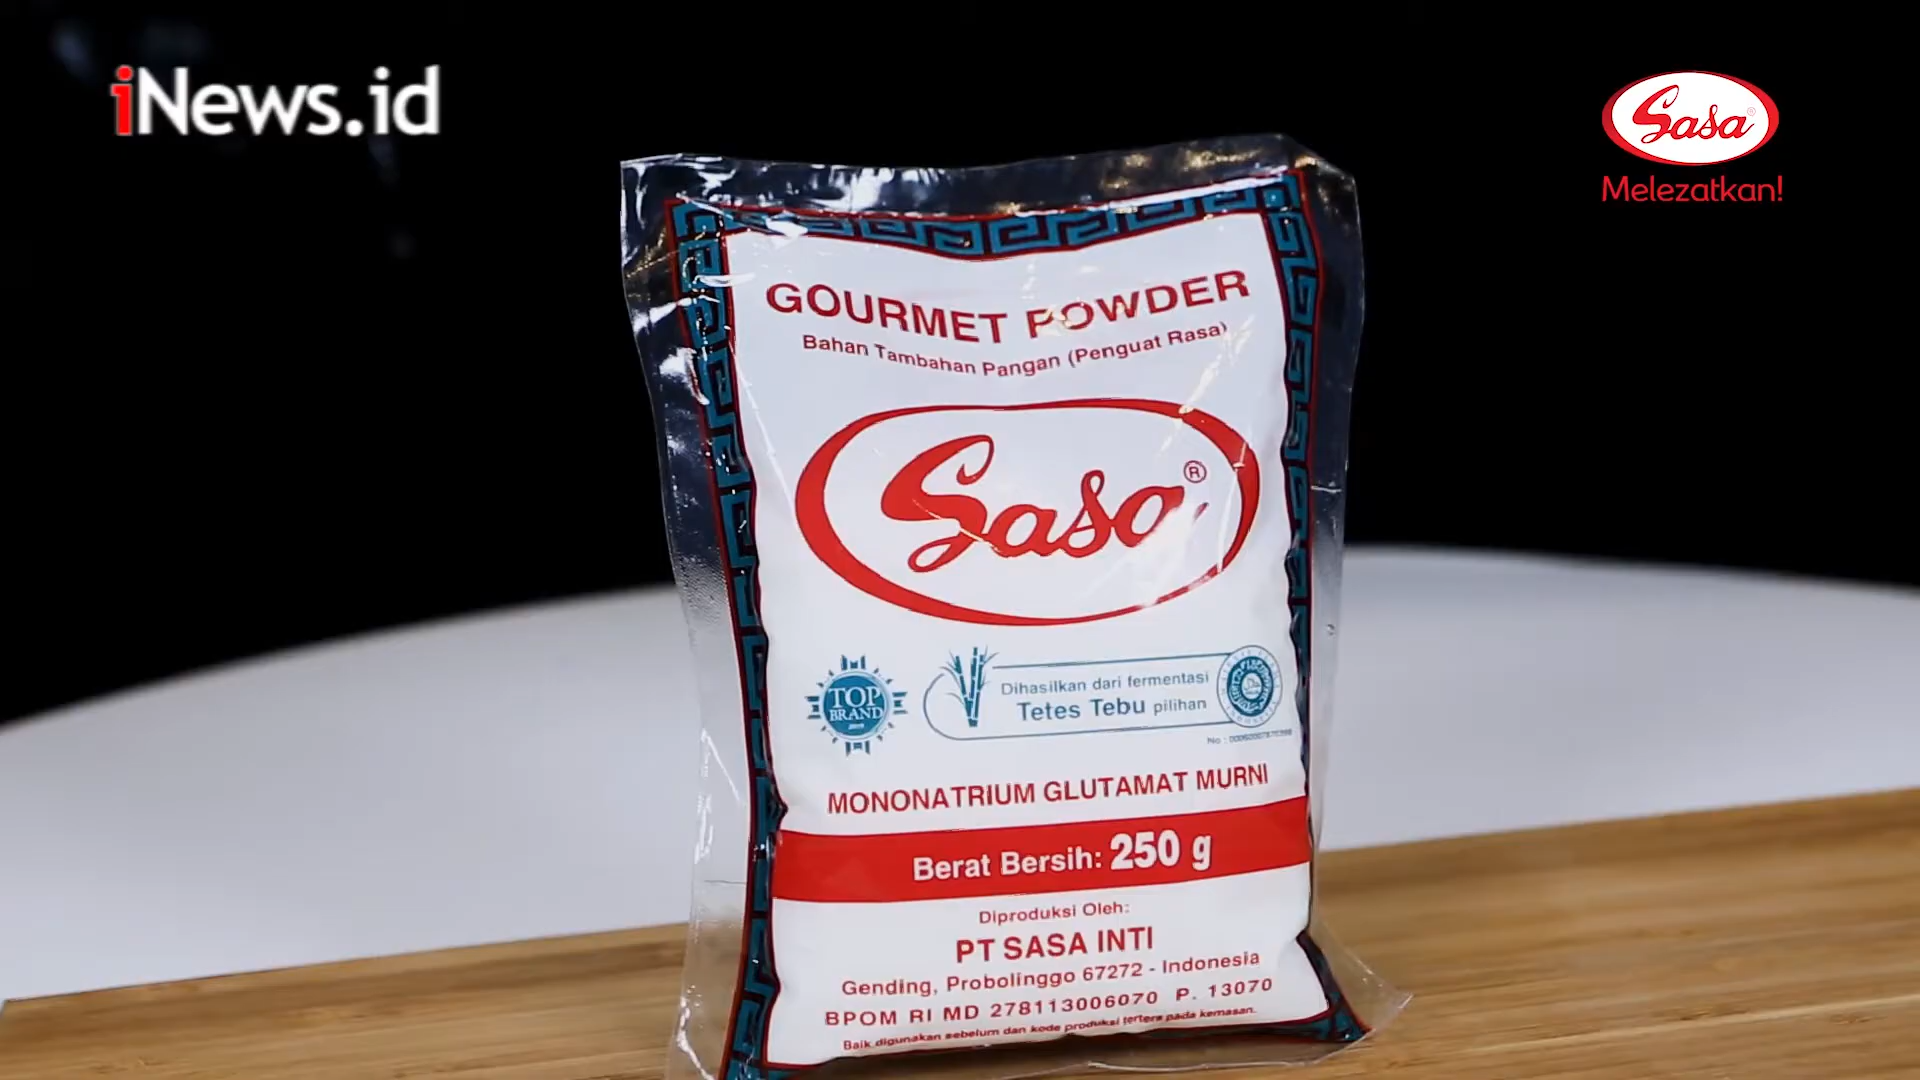 iNews.id
Sasa®
Melezatkan!
GOURMET POWDER
Bahan Tambahan Pangan (Penguat Rasa)
Sasa®
TOP
BRAND
Dihasilkan dari fermentasi
Tetes Tebu pilihan
MONONATRIUM GLUTAMAT MURNI
Berat Bersih: 250 g
Diproduksi Oleh:
PT SASA INTI
Gending, Probolinggo 67272 - Indonesia
BPOM RI MD 278113006070 P. 13070
Baik digunakan sebelum dan kode produksi tertera pada kemasan.